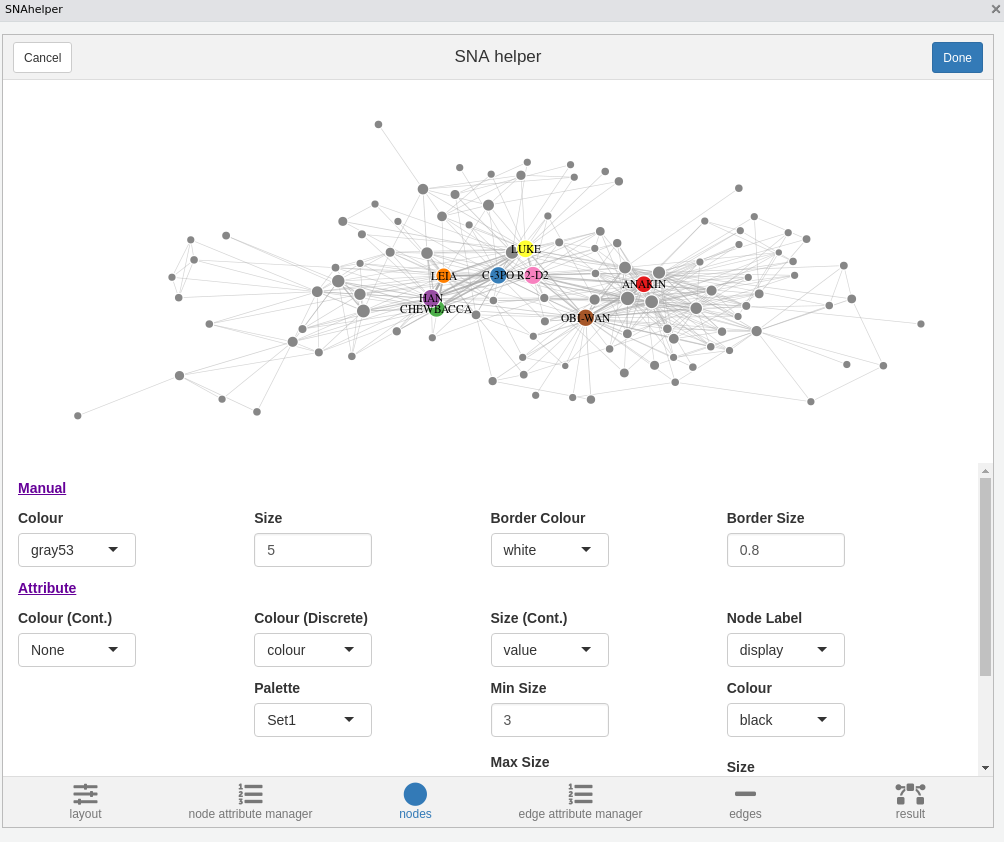 SNAhelper
Cancel SNA helper Done
LUKE
LEIA C-3PO R2-D2
ANAKIN
HAN
CHEWBACCA
OBI-WAN
Manual
Colour Size Border Colour Border Size
gray53 5 white 0.8
Attribute
Colour (Cont.) Colour (Discrete) Size (Cont.) Node Label
None colour value display
Palette Min Size Colour
Set1 3 black
Max Size Size
layout node attribute manager nodes edge attribute manager edges result